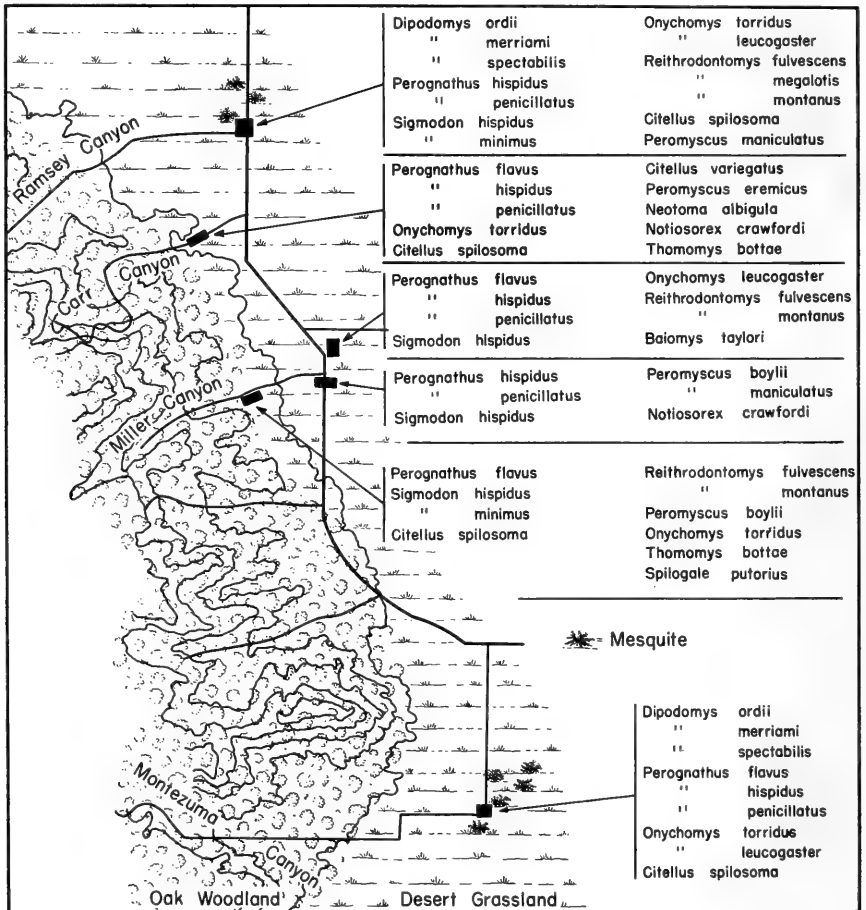 Dipodomys ordii
" merriami
" spectabilis
Perognathus hispidus
" penicillatus
Sigmodon hispidus
" minimus
Onychomys torridus
" leucogaster
Reithrodontomys fulvescens
" megalotis
" montanus
Citellus spilosoma
Peromyscus maniculatus
Ramsey Canyon
Perognathus flavus
" hispidus
" penicillatus
Onychomys torridus
Citellus spilosoma
Citellus variegatus
Peromyscus eremicus
Neotoma albigula
Notiosorex crawfordi
Thomomys bottae
Carr Canyon
Perognathus flavus
" hispidus
" penicillatus
Sigmodon hispidus
Onychomys leucogaster
Reithrodontomys fulvescens
" montanus
Baiomys taylori
Miller Canyon
Perognathus hispidus
" penicillatus
Sigmodon hispidus
Peromyscus boylii
" maniculatus
Notiosorex crawfordi
Perognathus flavus
Sigmodon hispidus
" minimus
Citellus spilosoma
Reithrodontomys fulvescens
" montanus
Peromyscus boylii
Onychomys torridus
Thomomys bottae
Spilogale putorius
= Mesquite
Dipodomys ordii
" merriami
" spectabilis
Perognathus flavus
" hispidus
" penicillatus
Onychomys torridus
" leucogaster
Citellus spilosoma
Montezuma Canyon
Oak Woodland
Desert Grassland